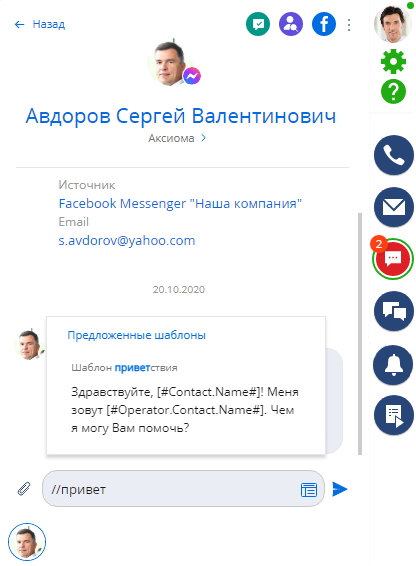 Назад
Авдоров Сергей Валентинович
Аксиома
Источник
Facebook Messenger "Наша компания"
Email
s.avdorov@yahoo.com
20.10.2020
Предложенные шаблоны
Шаблон приветствия
Здравствуйте, [#Contact.Name#]! Меня
зовут [#Operator.Contact.Name#]. Чем
я могу Вам помочь?
//привет
2